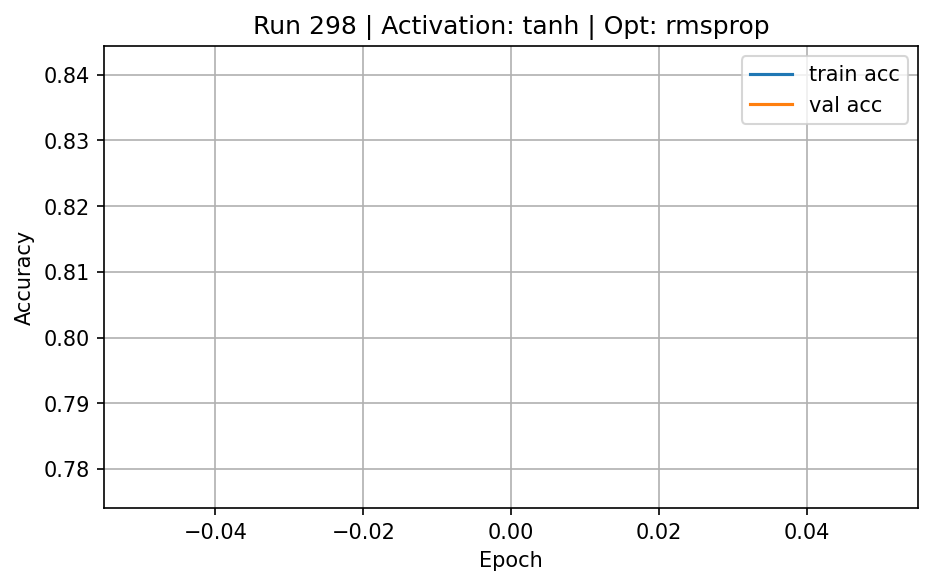 Run 298 | Activation: tanh | Opt: rmsprop
train acc
val acc
0.84
0.83
0.82
0.81
0.80
0.79
0.78
Accuracy
−0.04
−0.02
0.00
0.02
0.04
Epoch